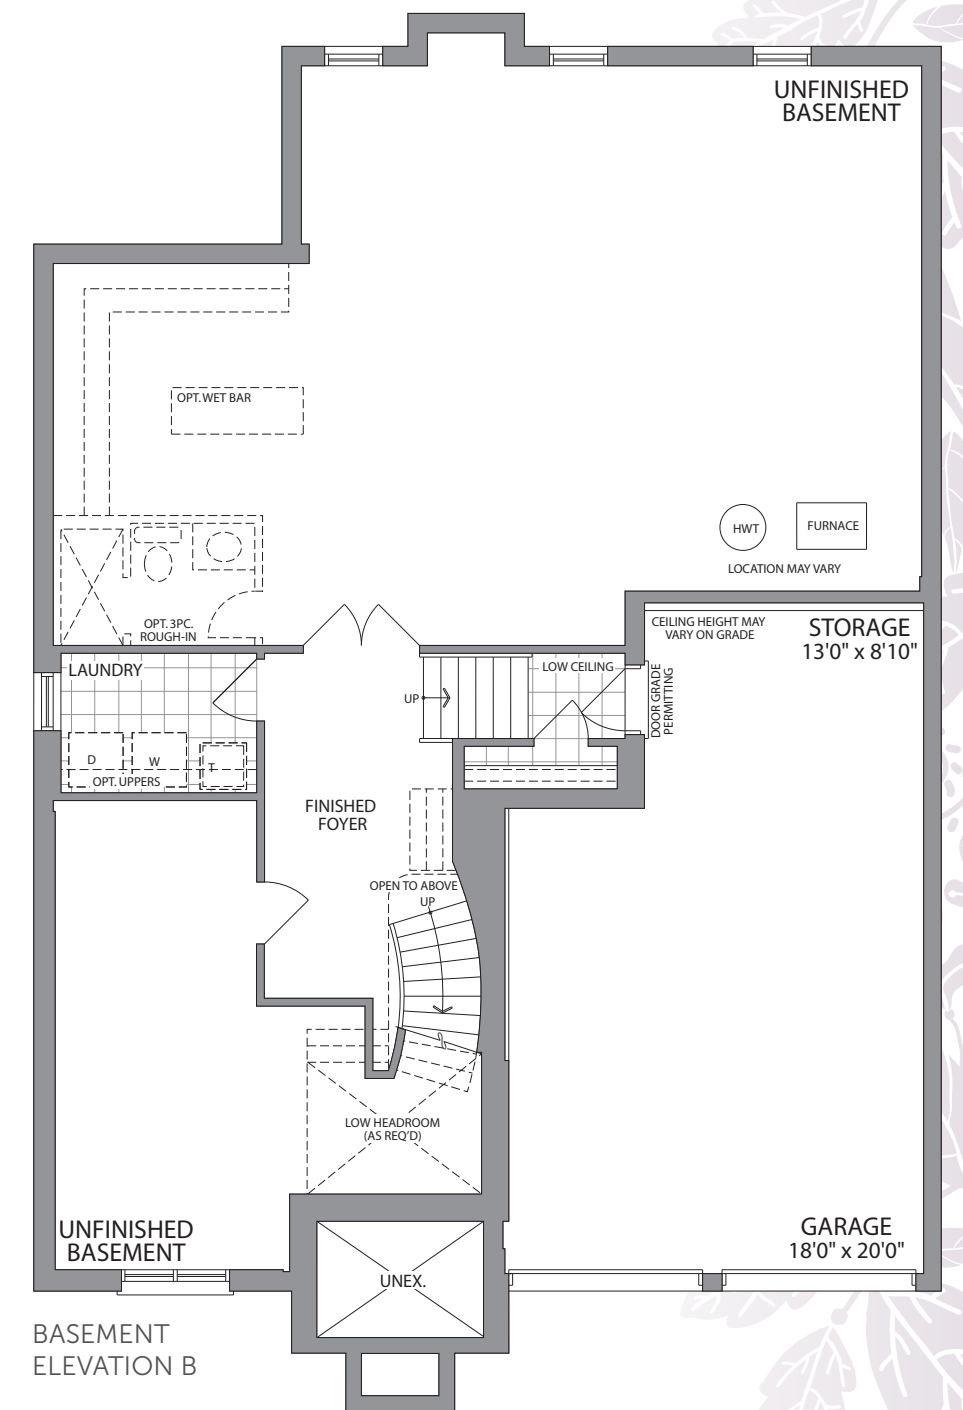 UNFINISHED
BASEMENT
OPT. WET BAR
HWT
FURNACE
LOCATION MAY VARY
OPT. 3PC.
ROUGH-IN
CEILING HEIGHT MAY
VARY ON GRADE
STORAGE
13'0" x 8'10"
LAUNDRY
LOW CEILING
DOOR GRADE
PERMITTING
UP
D
W
T
OPT. UPPERS
FINISHED
FOYER
OPEN TO ABOVE
UP
LOW HEADROOM
(AS REQ'D)
UNFINISHED
BASEMENT
GARAGE
18'0" x 20'0"
UNEX.
BASEMENT
ELEVATION B